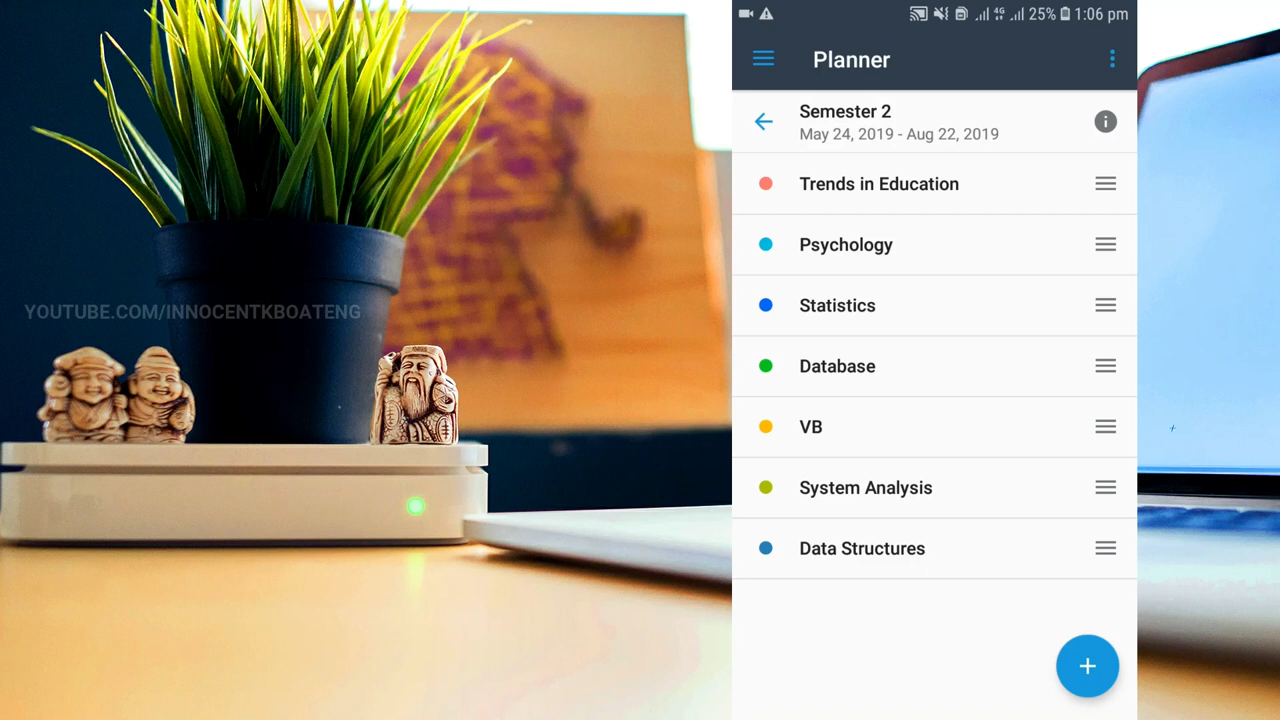 YOUTUBE.COM/INNOCENTKBOATENG
4G 25% 1:06 pm
Planner
Semester 2
May 24, 2019 - Aug 22, 2019
Trends in Education
Psychology
Statistics
Database
VB
System Analysis
Data Structures